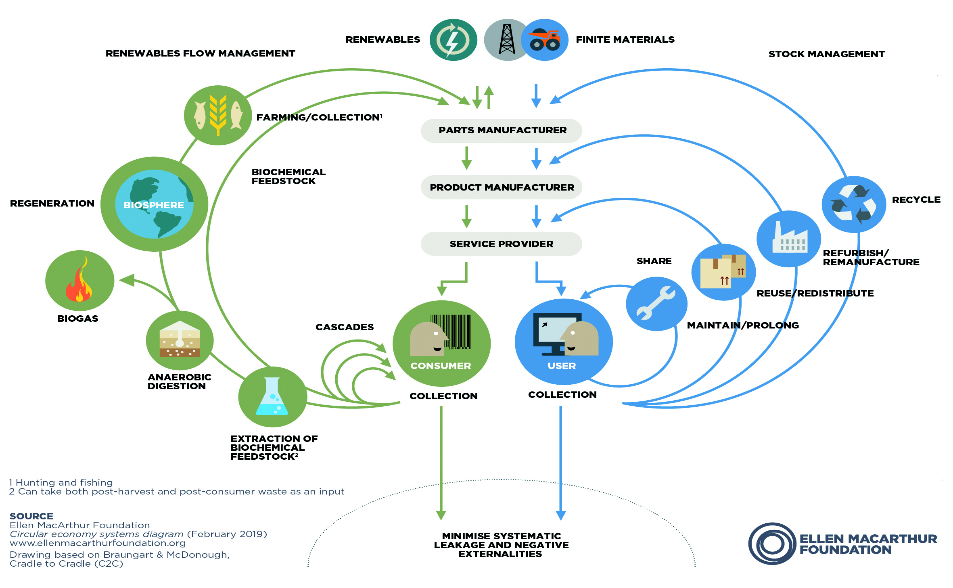 RENEWABLES
FINITE MATERIALS
RENEWABLES FLOW MANAGEMENT
STOCK MANAGEMENT
FARMING/COLLECTION¹
PARTS MANUFACTURER
BIOCHEMICAL
FEEDSTOCK
PRODUCT MANUFACTURER
REGENERATION
BIOSPHERE
RECYCLE
SERVICE PROVIDER
REFURBISH/
REMANUFACTURE
SHARE
REUSE/REDISTRIBUTE
BIOGAS
CASCADES
MAINTAIN/PROLONG
CONSUMER
USER
ANAEROBIC
DIGESTION
COLLECTION
COLLECTION
EXTRACTION OF
BIOCHEMICAL
FEEDSTOCK²
1 Hunting and fishing
2 Can take both post-harvest and post-consumer waste as an input
SOURCE
Ellen MacArthur Foundation
Circular economy systems diagram (February 2019)
www.ellenmacarthurfoundation.org
Drawing based on Braungart & McDonough,
Cradle to Cradle (C2C)
MINIMISE SYSTEMATIC
LEAKAGE AND NEGATIVE
EXTERNALITIES
ELLEN MACARTHUR
FOUNDATION